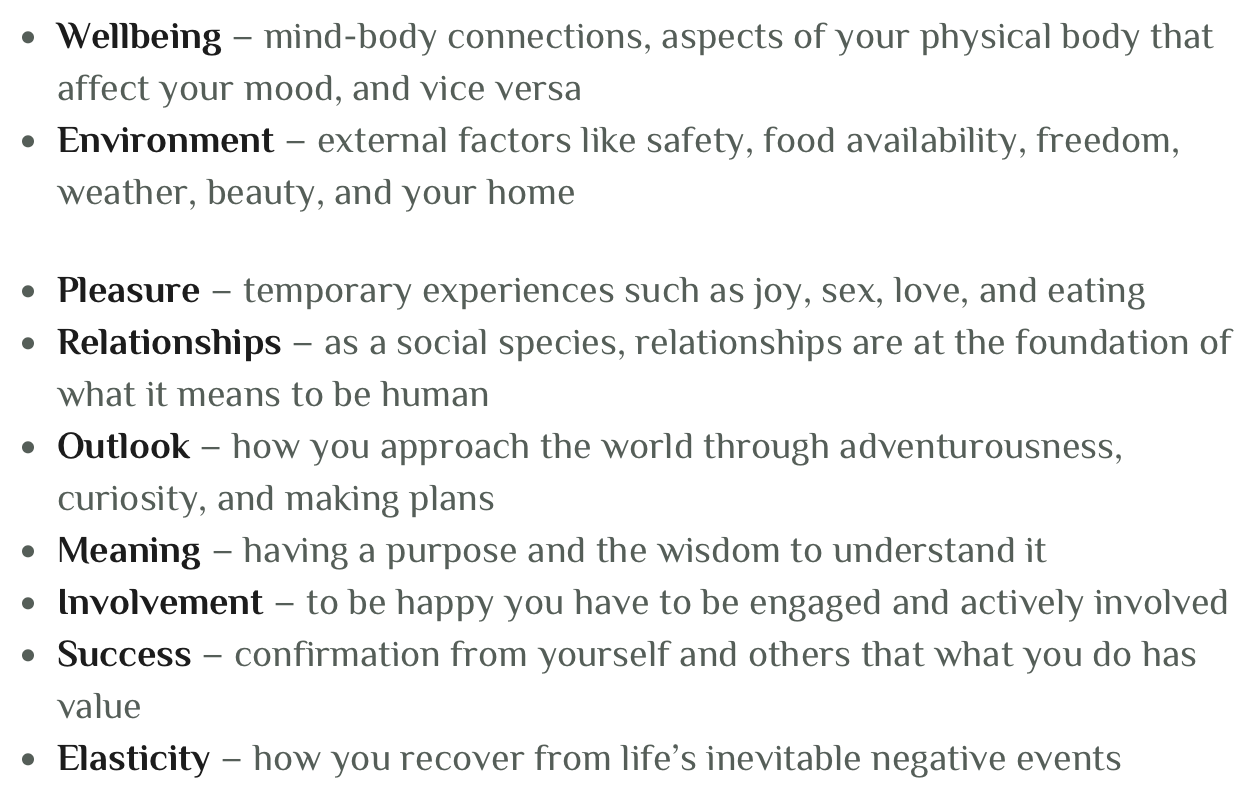 • Wellbeing – mind-body connections, aspects of your physical body that
affect your mood, and vice versa
• Environment – external factors like safety, food availability, freedom,
weather, beauty, and your home
• Pleasure – temporary experiences such as joy, sex, love, and eating
• Relationships – as a social species, relationships are at the foundation of
what it means to be human
• Outlook – how you approach the world through adventurousness,
curiosity, and making plans
• Meaning – having a purpose and the wisdom to understand it
• Involvement – to be happy you have to be engaged and actively involved
• Success – confirmation from yourself and others that what you do has
value
• Elasticity – how you recover from life’s inevitable negative events